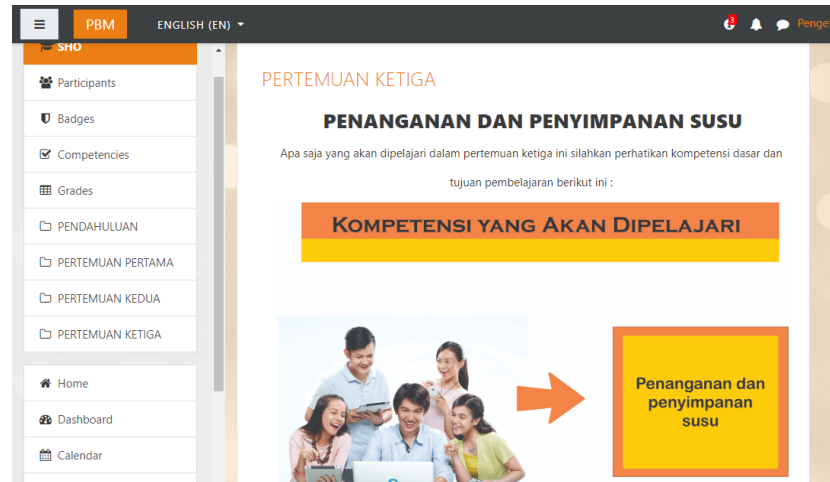 PBM
ENGLISH (EN)
3
SHO
Participants
Badges
Competencies
Grades
PENDAHULUAN
PERTEMUAN PERTAMA
PERTEMUAN KEDUA
PERTEMUAN KETIGA
Home
Dashboard
Calendar
PERTEMUAN KETIGA
PENANGANAN DAN PENYIMPANAN SUSU
Apa saja yang akan dipelajari dalam pertemuan ketiga ini silahkan perhatikan kompetensi dasar dan
tujuan pembelajaran berikut ini :
KOMPETENSI YANG AKAN DIPELAJARI
Penanganan dan
penyimpanan
susu